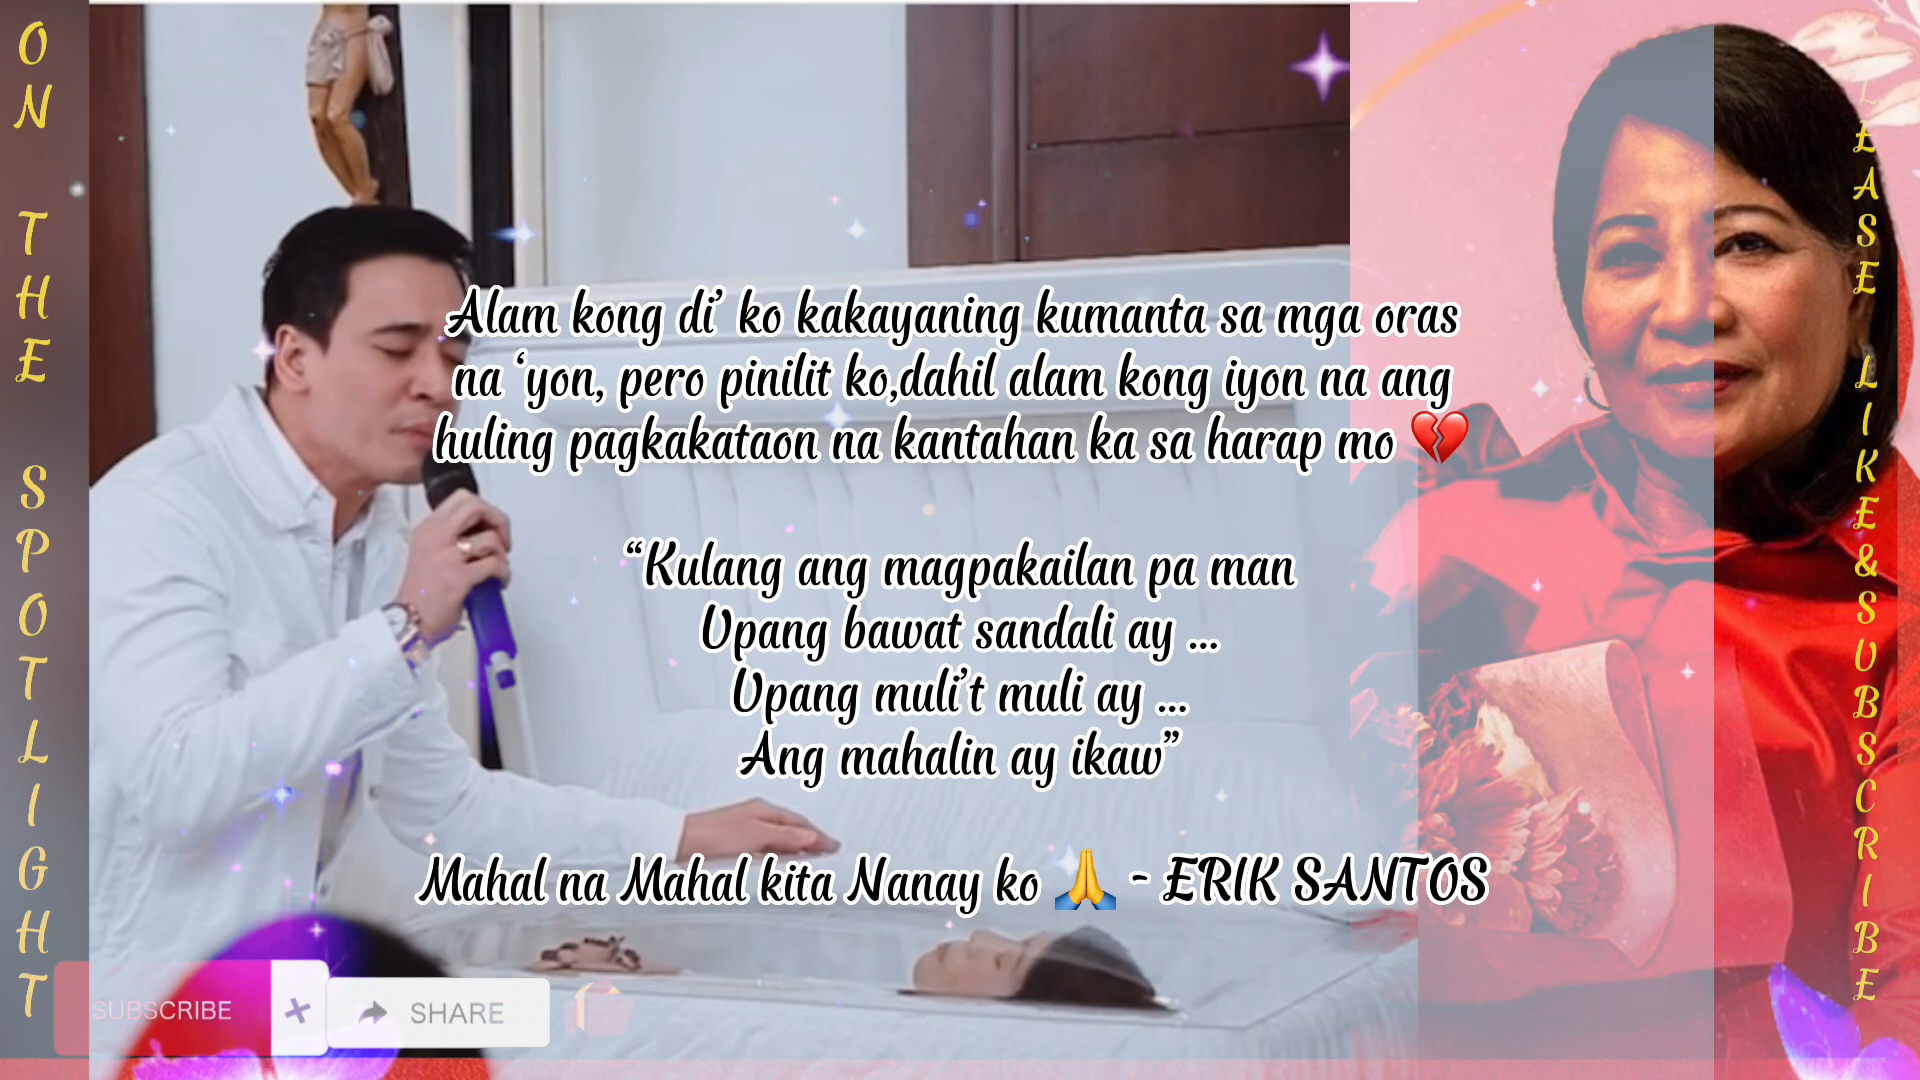 ON THE SPOTLIGHT
Alam kong di’ ko kakayaning kumanta sa mga oras
na ‘yon, pero pinilit ko,dahil alam kong iyon na ang
huling pagkakataon na kantahan ka sa harap mo 💔
“Kulang ang magpakailan pa man
Upang bawat sandali ay ...
Upang muli’t muli ay ...
Ang mahalin ay ikaw”
Mahal na Mahal kita Nanay ko 🙏 - ERIK SANTOS
SUBSCRIBE
SHARE
LEASE LIKE&SUBSCRIBE